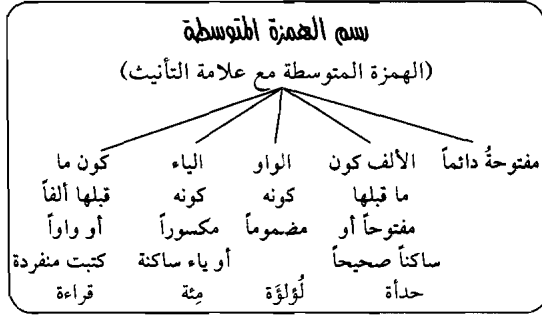 رسم الهمزة المتوسطة
(الهمزة المتوسطة مع علامة التأنيث)
مفتوحةُ دائماً الألف كون الواو الياء كون ما
ما قبلها كونه كونه قبلها ألفاً
مفتوحاً أو مضموماً مكسوراً أو واواً
ساكناً صحيحاً أو ياء ساكنة كتبت منفردة
حدأة لُؤلؤَة مِئة قراءة